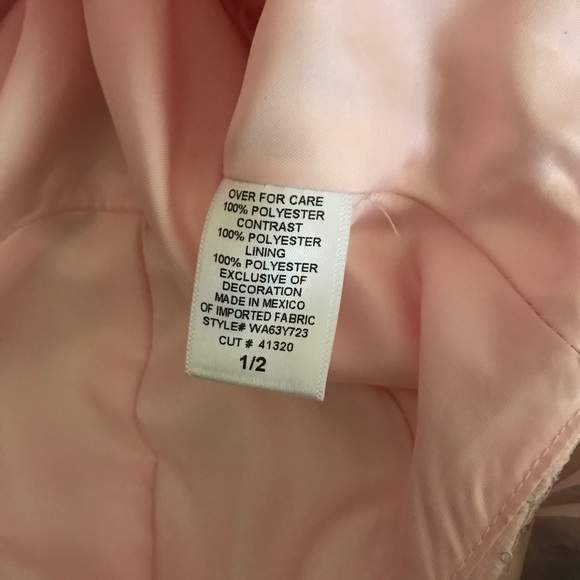 OVER FOR CARE
100% POLYESTER
CONTRAST
100% POLYESTER
LINING
100% POLYESTER
EXCLUSIVE OF
DECORATION
MADE IN MEXICO
OF IMPORTED FABRIC
STYLE# WA63Y723
CUT # 41320
1/2